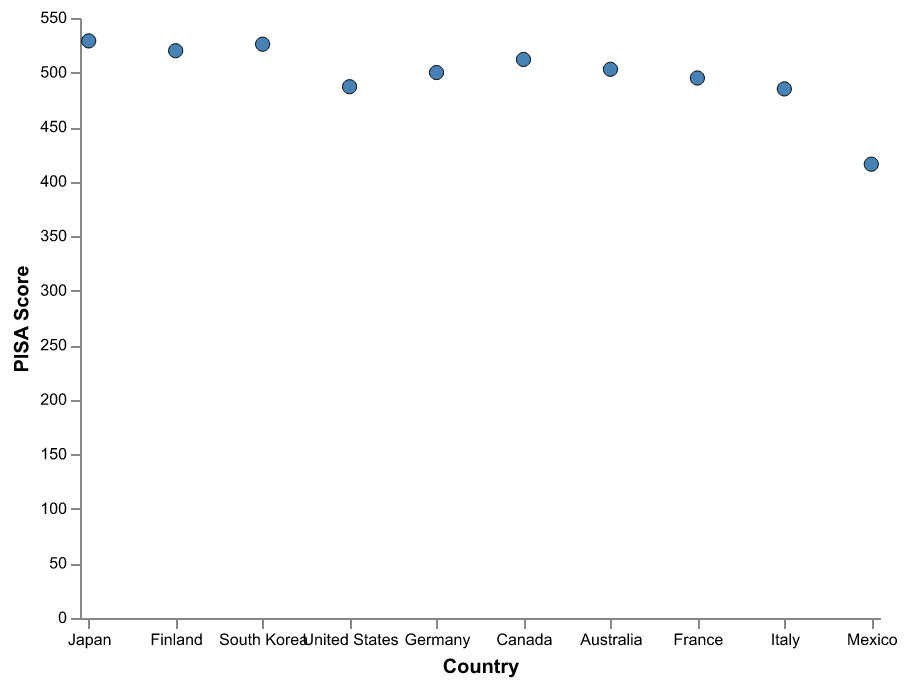 550
500
450
400
350
300
250
200
150
100
50
0
PISA Score
Japan
Finland
South Korea
United States
Germany
Canada
Australia
France
Italy
Mexico
Country